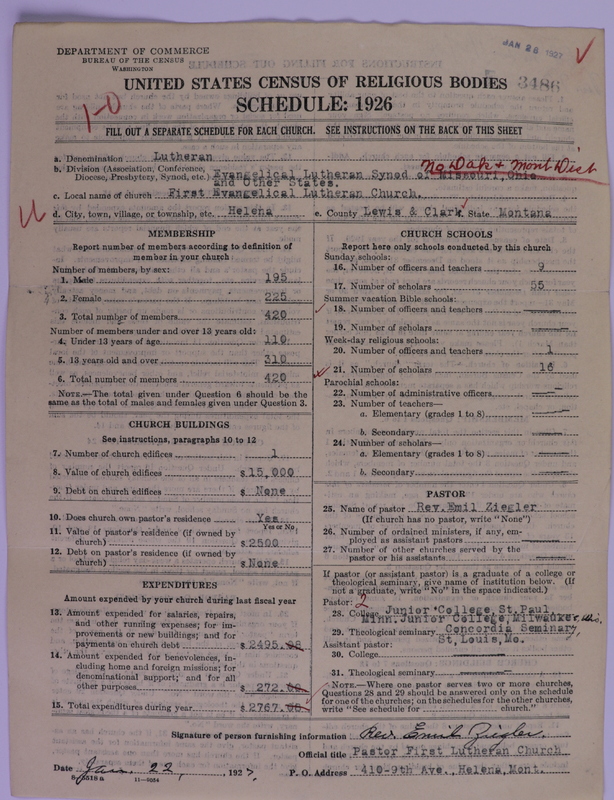 DEPARTMENT OF COMMERCE
BUREAU OF THE CENSUS
WASHINGTON
JAN 28 1927
UNITED STATES CENSUS OF RELIGIOUS BODIES
3486
SCHEDULE: 1926
1-0
FILL OUT A SEPARATE SCHEDULE FOR EACH CHURCH. SEE INSTRUCTIONS ON THE BACK OF THIS SHEET
a. Denomination Lutheran
No Dak & Mont Dist
b. Division (Association, Conference, Diocese, Presbytery, Synod, etc.) Evangelical Lutheran Synod of Missouri, Ohio
and Other States.
c. Local name of church First Evangelical Lutheran Church.
d. City, town, village, or township, etc. Helena e. County Lewis & Clark State Montana
MEMBERSHIP
Report number of members according to definition of
member in your church
Number of members, by sex:
1. Male 195
2. Female 225
3. Total number of members 420
Number of members under and over 13 years old:
4. Under 13 years of age 110
5. 13 years old and over 310
6. Total number of members 420
NOTE.—The total given under Question 6 should be
same as the total of males and females given under Question 3.
CHURCH BUILDINGS
See instructions, paragraphs 10 to 12
7. Number of church edifices 1
8. Value of church edifices $15,000
9. Debt on church edifices $ None
10. Does church own pastor's residence Yes
Yes or No
11. Value of pastor's residence (if owned by
church) $2500
12. Debt on pastor's residence (if owned by
church) $ None
EXPENDITURES
Amount expended by your church during last fiscal year
13. Amount expended for salaries, repairs,
and other running expenses; for im-
provements or new buildings; and for
payments on church debt $ 2495.
14. Amount expended for benevolences, in-
cluding home and foreign missions; for
denominational support; and for all
other purposes $ 272.
15. Total expenditures during year $ 2767.
CHURCH SCHOOLS
Report here only schools conducted by this church
Sunday schools:
16. Number of officers and teachers 9
17. Number of scholars 55
Summer vacation Bible schools:
18. Number of officers and teachers
19. Number of scholars
Week-day religious schools:
20. Number of officers and teachers 1
21. Number of scholars 16
Parochial schools:
22. Number of administrative officers
23. Number of teachers—
a. Elementary (grades 1 to 8)
b. Secondary
24. Number of scholars—
a. Elementary (grades 1 to 8)
b. Secondary
PASTOR
25. Name of pastor Rev. Emil Ziegler
(If church has no pastor, write "None")
26. Number of ordained ministers, if any, em-
ployed as assistant pastors
27. Number of other churches served by the
pastor or his assistants
If pastor (or assistant pastor) is a graduate of a college or
theological seminary, give name of institution below. (If
not a graduate, write "No" in the space indicated.)
Pastor: 2
28. College Junior College, St. Paul
Minn. Junior College, Milwaukee, Wis.
29. Theological seminary Concordia Seminary,
St, Louis, Mo.
Assistant pastor:
30. College
31. Theological seminary
NOTE.—Where one pastor serves two or more churches,
Questions 28 and 29 should be answered only on the schedule
for one of the churches; on the schedules for the other churches,
write "See schedule for church."
Signature of person furnishing information Rev. Emil Ziegler.
Official title Pastor First Lutheran Church
Date Jan. 22, 1927 P. O. Address 410-9th Ave., Helena, Mont.
11—8084